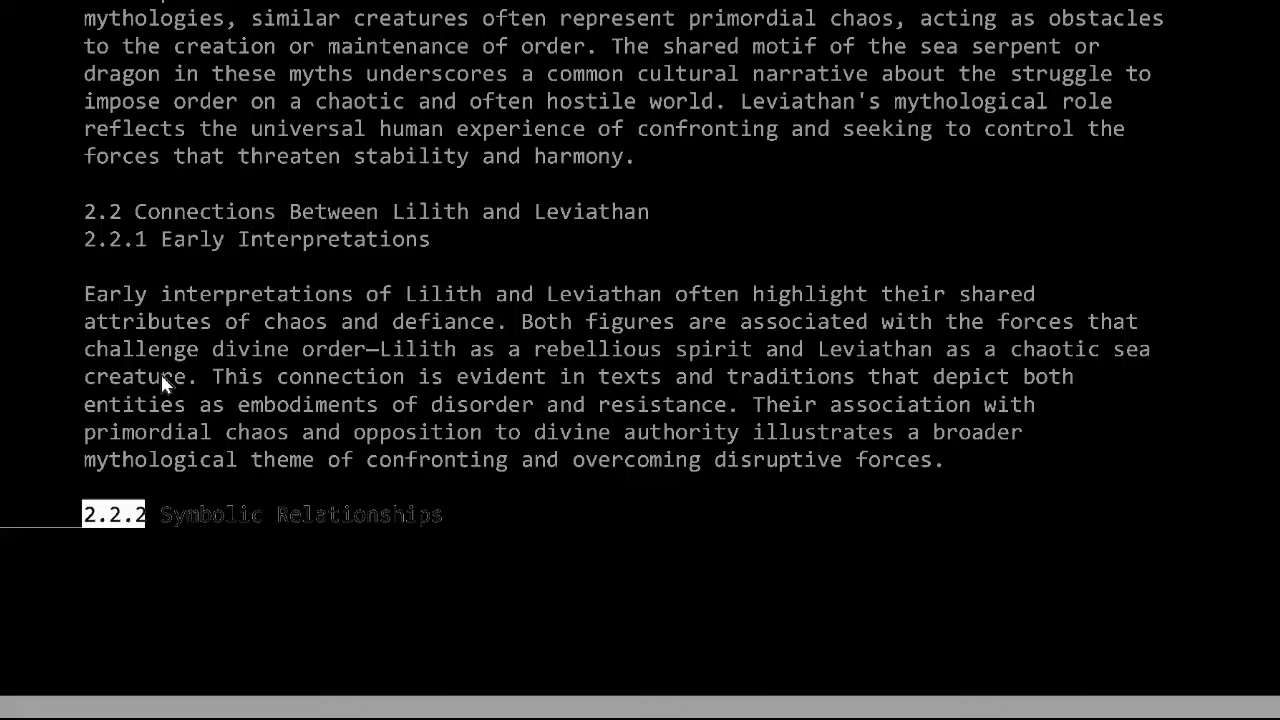 mythologies, similar creatures often represent primordial chaos, acting as obstacles
to the creation or maintenance of order. The shared motif of the sea serpent or
dragon in these myths underscores a common cultural narrative about the struggle to
impose order on a chaotic and often hostile world. Leviathan's mythological role
reflects the universal human experience of confronting and seeking to control the
forces that threaten stability and harmony.
2.2 Connections Between Lilith and Leviathan
2.2.1 Early Interpretations
Early interpretations of Lilith and Leviathan often highlight their shared
attributes of chaos and defiance. Both figures are associated with the forces that
challenge divine order—Lilith as a rebellious spirit and Leviathan as a chaotic sea
creature. This connection is evident in texts and traditions that depict both
entities as embodiments of disorder and resistance. Their association with
primordial chaos and opposition to divine authority illustrates a broader
mythological theme of confronting and overcoming disruptive forces.
2.2.2 Symbolic Relationships